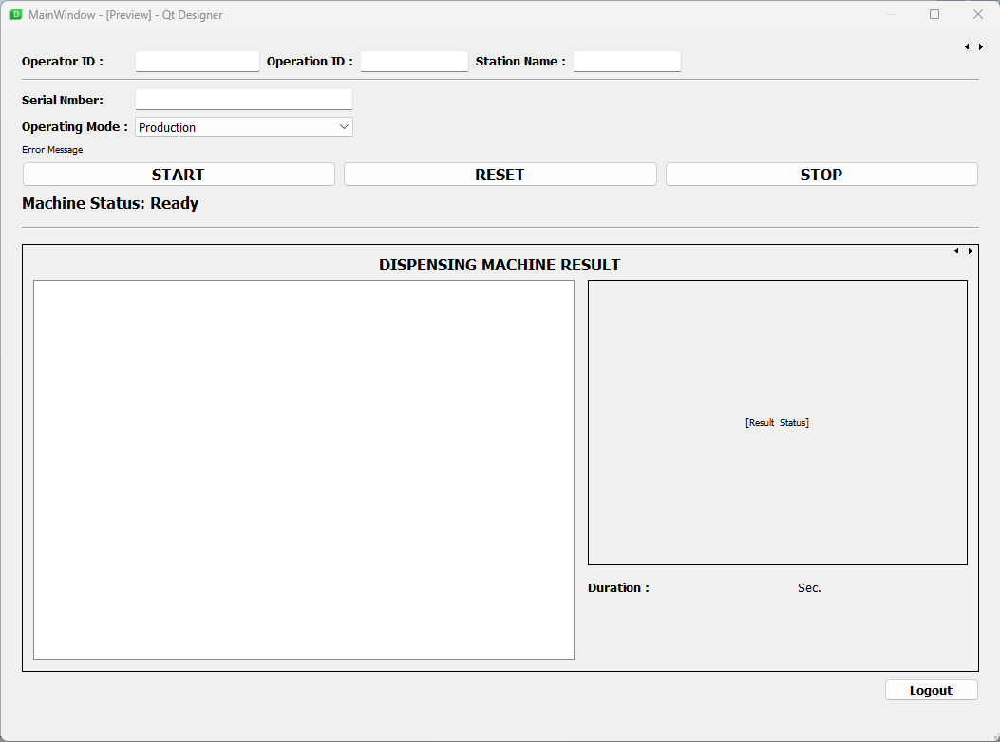 MainWindow - [Preview] - Qt Designer
Operator ID : Operation ID : Station Name :
Serial Nmber:
Operating Mode : Production
Error Message
START RESET STOP
Machine Status: Ready
DISPENSING MACHINE RESULT
[Result Status]
Duration : Sec.
Logout